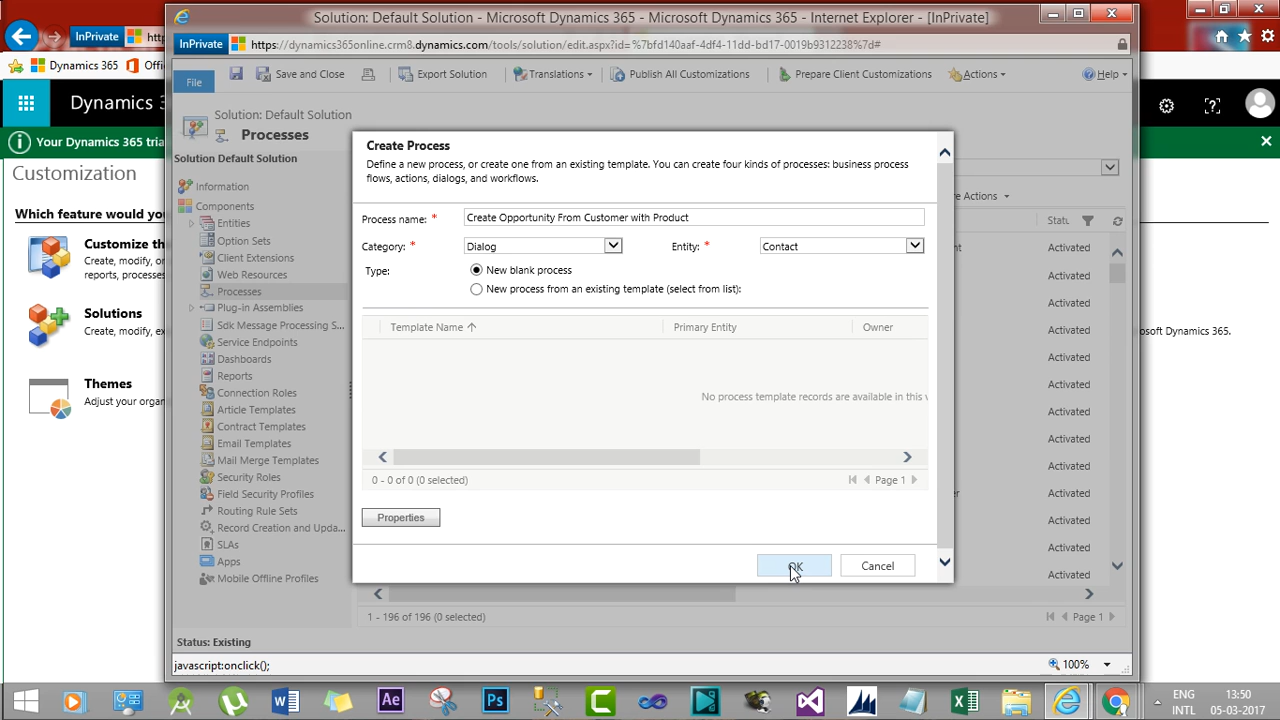 Solution: Default Solution - Microsoft Dynamics 365 - Microsoft Dynamics 365 - Internet Explorer - [InPrivate]
InPrivate
InPrivate https://dynamics365online.crm8.dynamics.com/tools/solution/edit.aspx?id=%7bfd140aaf-4df4-11dd-bd17-0019b9312238%7d#
Dynamics 365
File
Save and Close
Export Solution
Translations
Publish All Customizations
Prepare Client Customizations
Actions
Help
Dynamics
Solution: Default Solution
Processes
Your Dynamics 365 tria
Solution Default Solution
Customization
Which feature would you
Customize th
Create, modify, o
reports, processes
Solutions
Create, modify, ex
osoft Dynamics 365.
Themes
Adjust your organ
Information
Components
Entities
Option Sets
Client Extensions
Web Resources
Processes
Plug-in Assemblies
Sdk Message Processing S...
Service Endpoints
Dashboards
Reports
Connection Roles
Article Templates
Contract Templates
Email Templates
Mail Merge Templates
Security Roles
Field Security Profiles
Routing Rule Sets
Record Creation and Upda...
SLAs
Apps
Mobile Offline Profiles
Create Process
Define a new process, or create one from an existing template. You can create four kinds of processes: business process
flows, actions, dialogs, and workflows.
Process name: * Create Opportunity From Customer with Product
Category: * Dialog Entity: * Contact
Type: New blank process
New process from an existing template (select from list):
Template Name Primary Entity Owner
No process template records are available in this v
0 - 0 of 0 (0 selected) Page 1
Properties
OK Cancel
re Actions
Activated
Activated
Activated
Activated
Activated
Activated
Activated
Activated
Activated
Activated
Activated
Activated
Activated
1 - 196 of 196 (0 selected) Page 1
Status: Existing
javascript:onclick(); 100%
ENG 13:50
INTL 05-03-2017